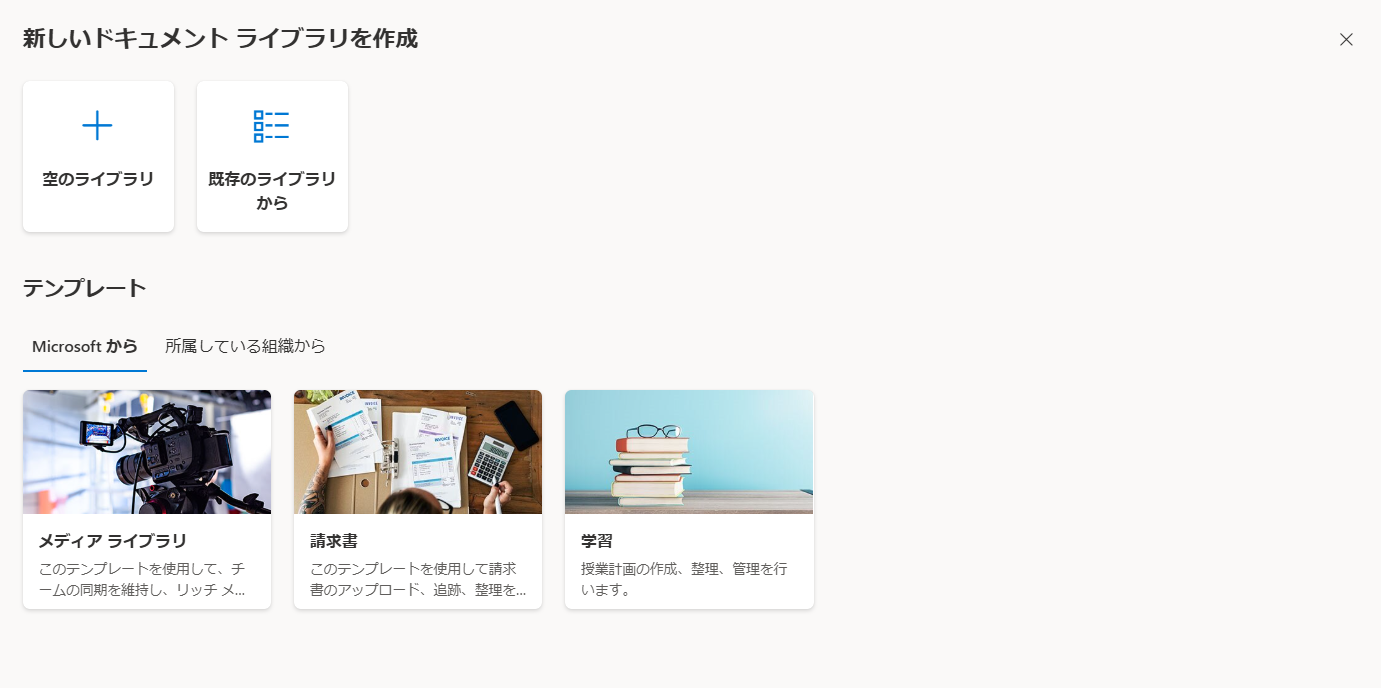 新しいドキュメント ライブラリを作成
空のライブラリ
既存のライブラリ
から
テンプレート
Microsoft から
所属している組織から
メディア ライブラリ
このテンプレートを使用して、チ
ームの同期を維持し、リッチ メ...
請求書
このテンプレートを使用して請求
書のアップロード、追跡、整理を...
学習
授業計画の作成、整理、管理を行
います。
INVOICE
INVOICE
INVOICE